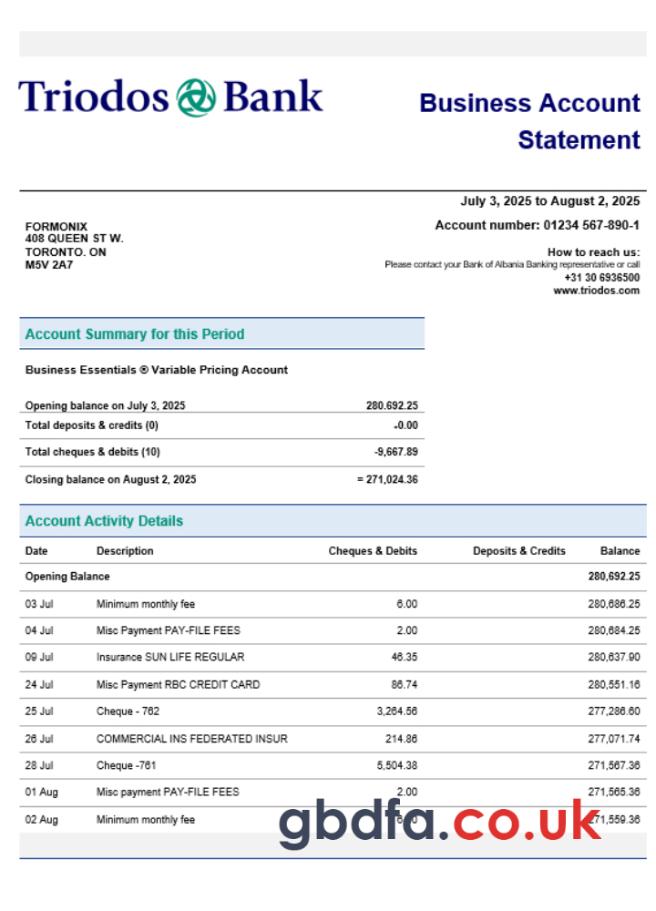 Triodos Bank
Business Account
Statement
July 3, 2025 to August 2, 2025
Account number: 01234 567-890-1
FORMONIX
408 QUEEN ST W.
TORONTO. ON
M5V 2A7
How to reach us:
Please contact your Bank of Albania Banking representative or call
+31 30 6936500
www.triodos.com
Account Summary for this Period
Business Essentials ® Variable Pricing Account
Opening balance on July 3, 2025 280.692.25
Total deposits & credits (0) -0.00
Total cheques & debits (10) -9,667.89
Closing balance on August 2, 2025 = 271,024.36
Account Activity Details
Date Description Cheques & Debits Deposits & Credits Balance
Opening Balance 280,692.25
03 Jul Minimum monthly fee 6.00 280,686.25
04 Jul Misc Payment PAY-FILE FEES 2.00 280,684.25
09 Jul Insurance SUN LIFE REGULAR 46.35 280,637.90
24 Jul Misc Payment RBC CREDIT CARD 86.74 280,551.16
25 Jul Cheque - 762 3,264.56 277,286.60
26 Jul COMMERCIAL INS FEDERATED INSUR 214.86 277,071.74
28 Jul Cheque -761 5,504.38 271,567.36
01 Aug Misc payment PAY-FILE FEES 2.00 271,565.36
02 Aug Minimum monthly fee 271,559.36
gbdfa.co.uk